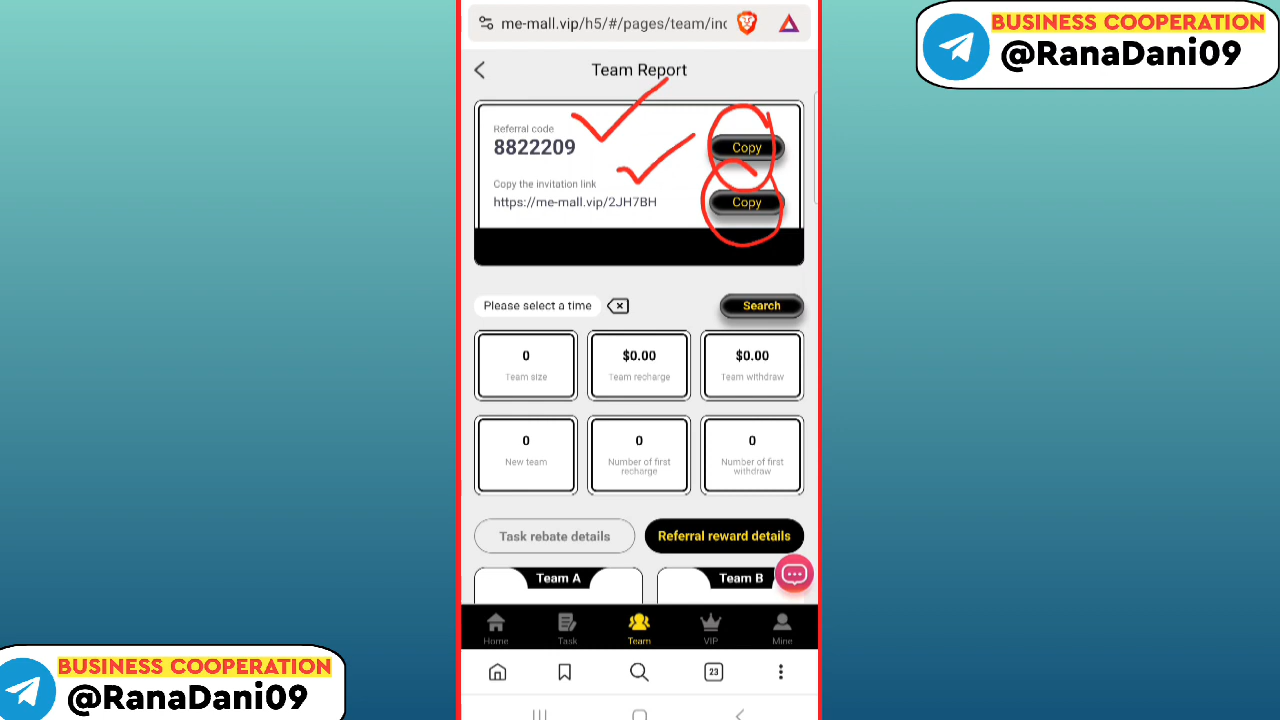 BUSINESS COOPERATION
@RanaDani09
me-mall.vip/h5/#/pages/team/inc
Team Report
Referral code
8822209
Copy
Copy the invitation link
https://me-mall.vip/2JH7BH
Copy
Please select a time
Search
0
Team size
$0.00
Team recharge
$0.00
Team withdraw
0
New team
0
Number of first
recharge
0
Number of first
withdraw
Task rebate details
Referral reward details
Team A
Team B
Home
Task
Team
VIP
Mine
23
BUSINESS COOPERATION
@RanaDani09